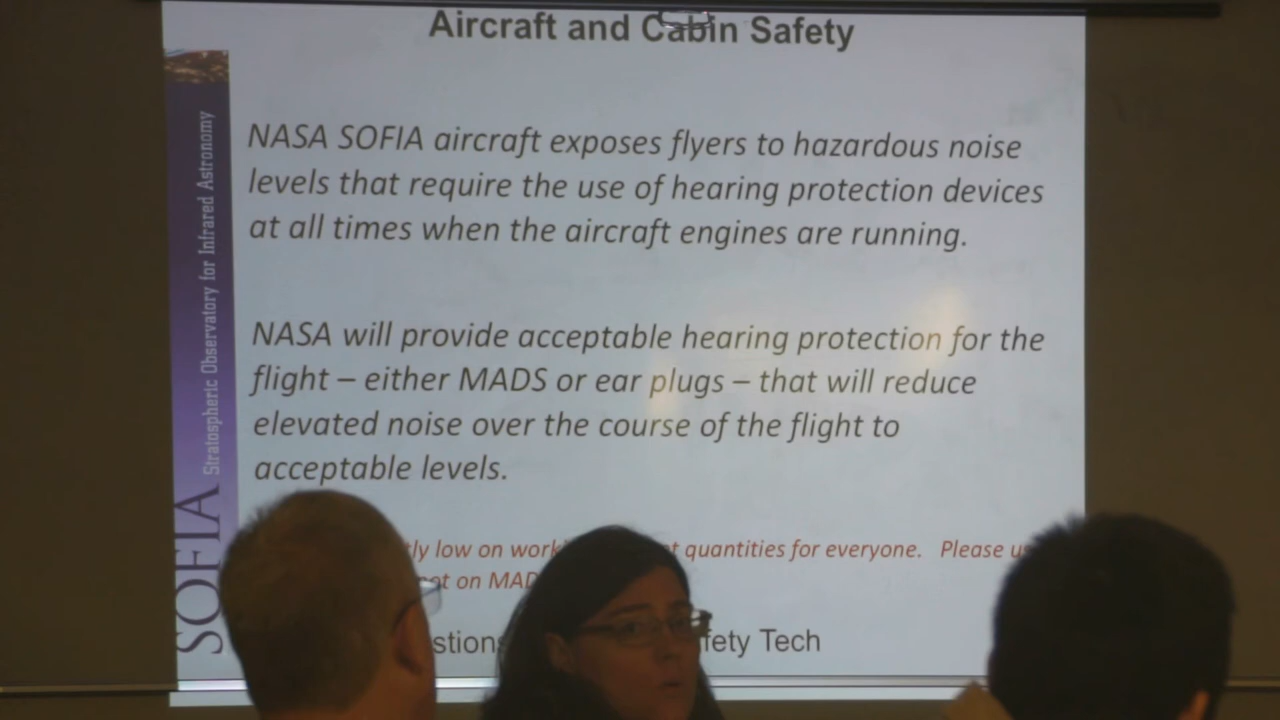 Aircraft and Cabin Safety
NASA SOFIA aircraft exposes flyers to hazardous noise
levels that require the use of hearing protection devices
at all times when the aircraft engines are running.
NASA will provide acceptable hearing protection for the
flight – either MADS or ear plugs – that will reduce
elevated noise over the course of the flight to
acceptable levels.
low on quantities for everyone. Please
on
Tech
SOFIA Stratospheric Observatory for Infrared Astronomy